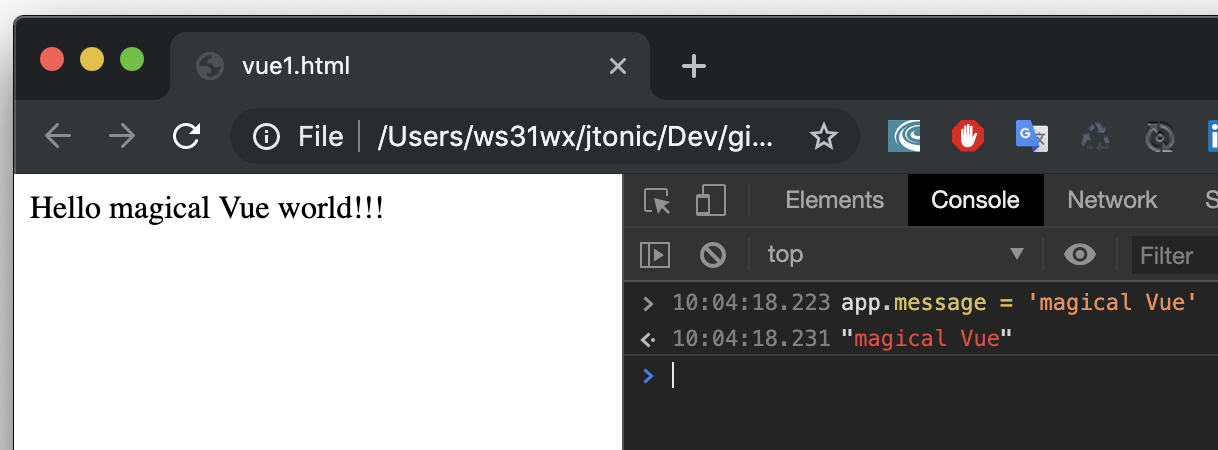 vue1.html
File /Users/ws31wx/jtonic/Dev/gi...
Hello magical Vue world!!!
Elements Console Network S
top Filter
10:04:18.223 app.message = 'magical Vue'
10:04:18.231 "magical Vue"